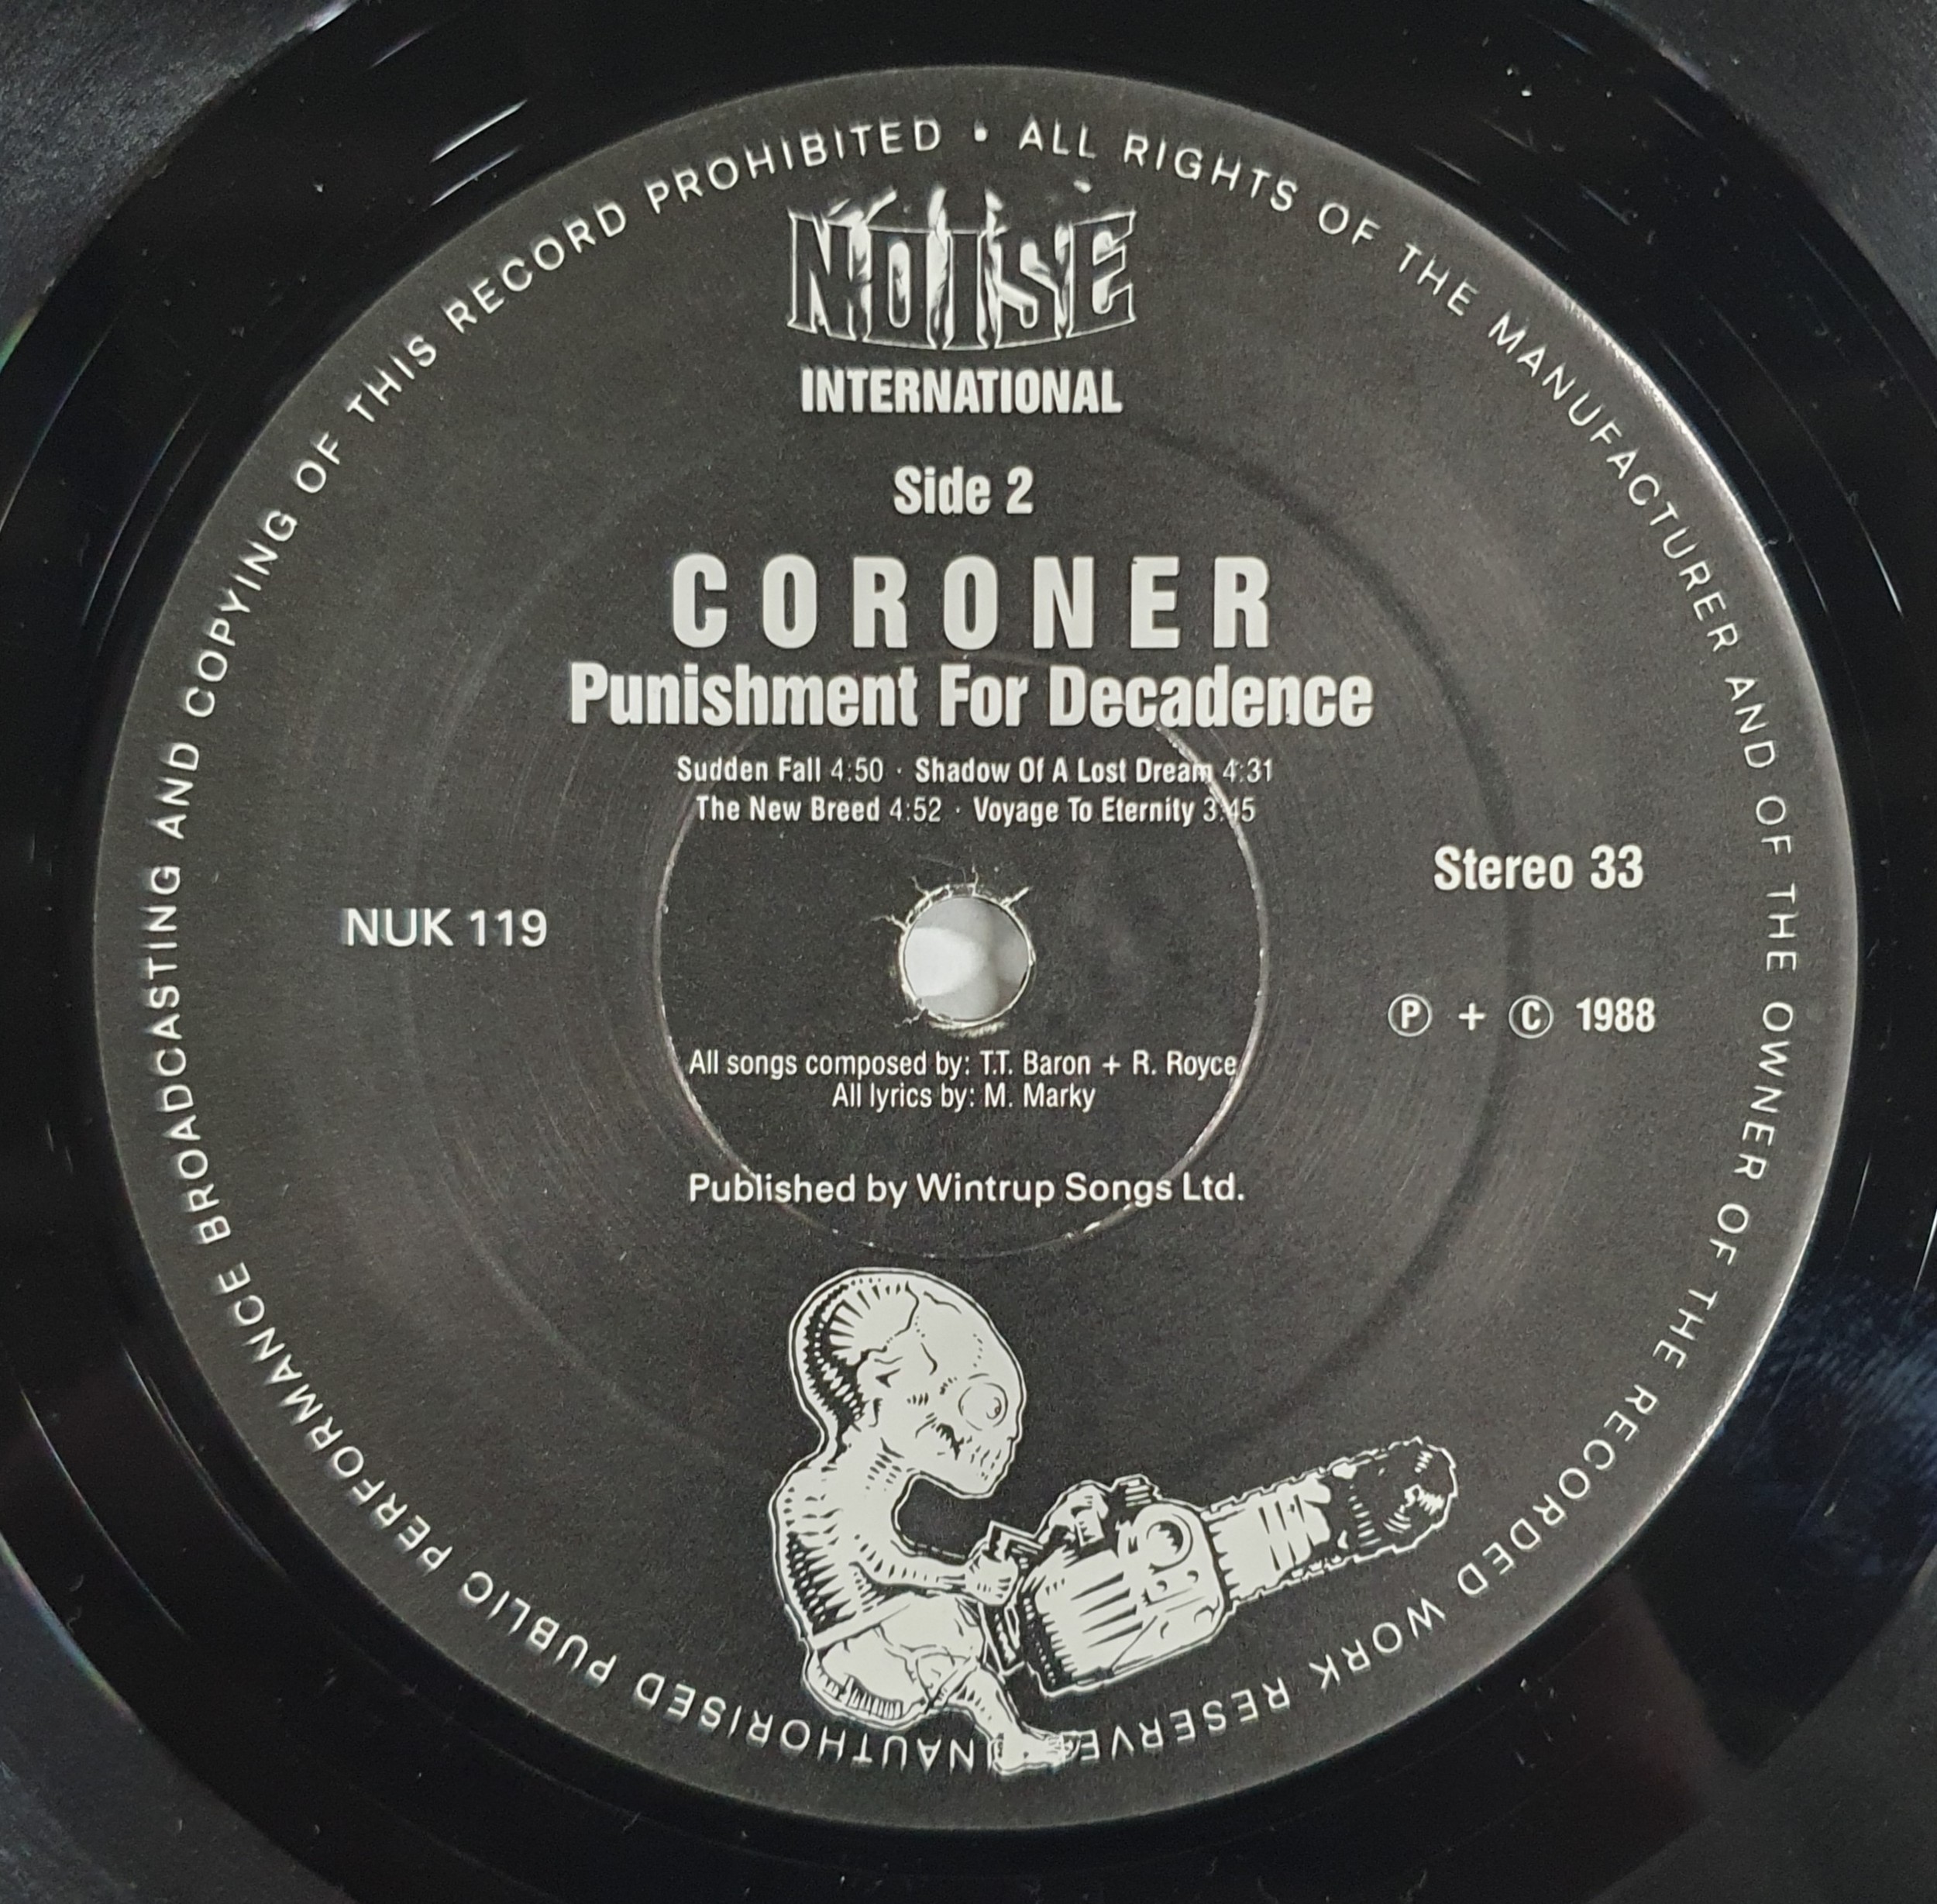 NOISE
INTERNATIONAL
Side 2
CORONER
Punishment For Decadence
Sudden Fall 4:50 · Shadow Of A Lost Dream 4:31
The New Breed 4:52 · Voyage To Eternity 3:45
Stereo 33
NUK 119
Ⓟ + Ⓒ 1988
All songs composed by: T.T. Baron + R. Royce
All lyrics by: M. Marky
Published by Wintrup Songs Ltd.
• ALL RIGHTS OF THE MANUFACTURER AND OF THE OWNER OF THE RECORDED WORK RESERVE NAUTHORISED PUBLIC PERFORMANCE BROADCASTING AND COPYING OF THIS RECORD PROHIBITED